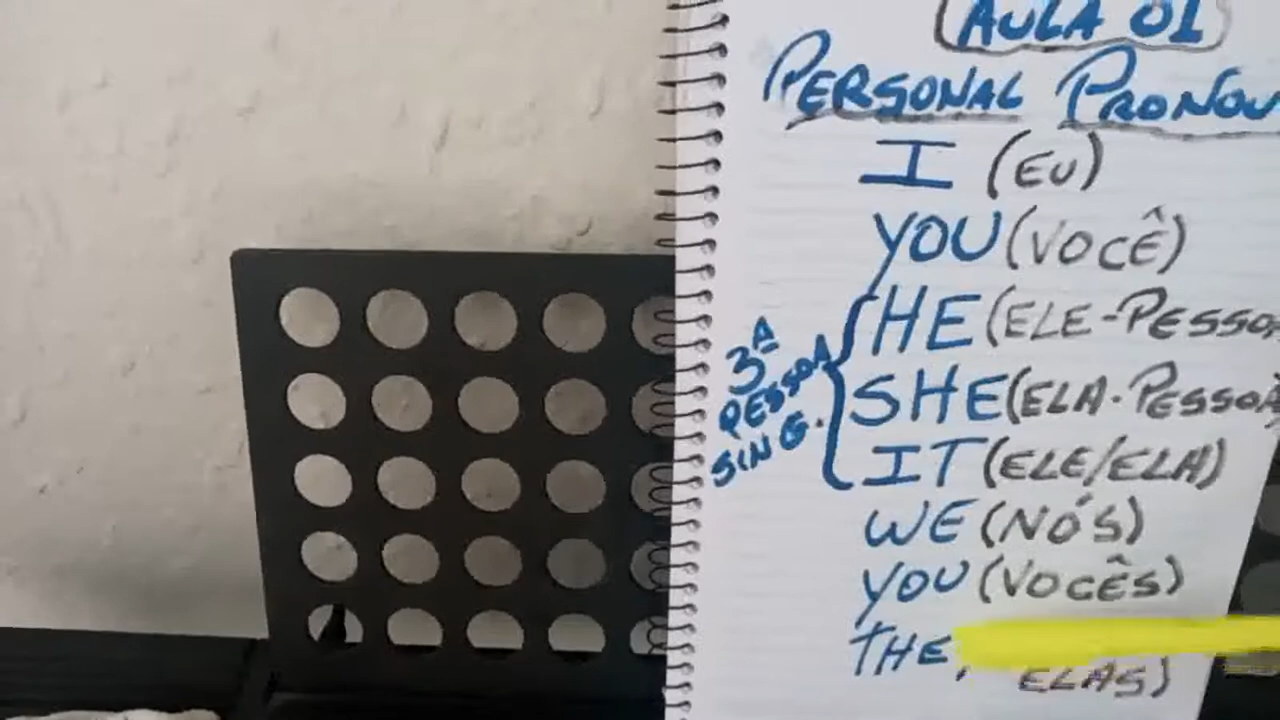 AULA 01
PERSONAL PRONOU
I (EU)
YOU (VOCÊ)
HE (ELE-PESSOA
SHE (ELA-PESSOA)
IT (ELE/ELA)
3ª
PESSOA
SING.
WE (NÓS)
YOU (VOCÊS)
THE
ELAS)